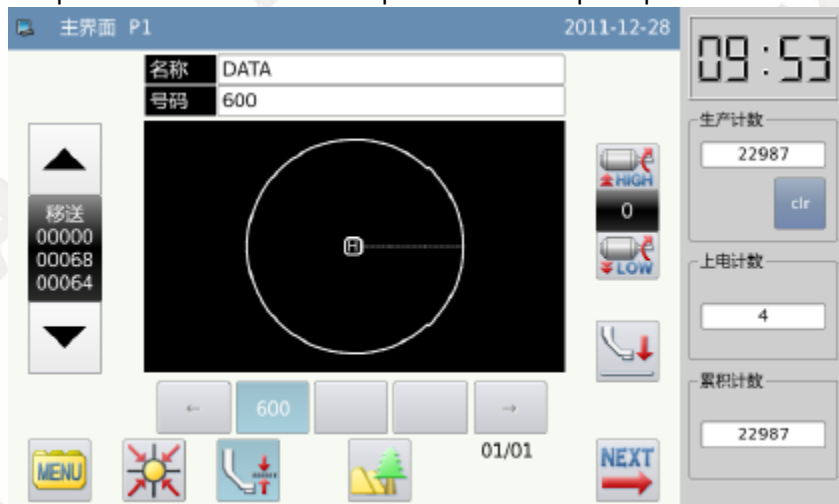 主界面 P1
2011-12-28
09:53
名称 DATA
号码 600
移送
00000
00068
00064
H
HIGH
0
LOW
生产计数
22987
clr
上电计数
4
累积计数
22987
← 600 →
01/01
MENU
NEXT